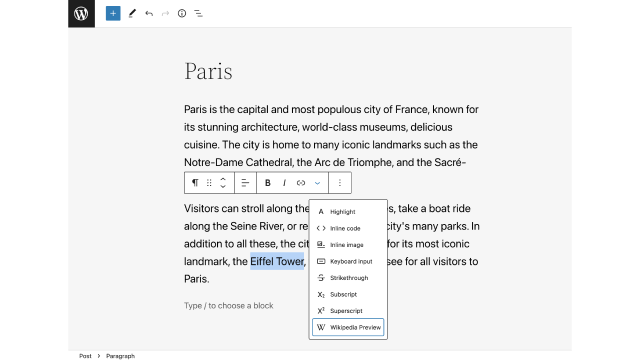 Paris
Paris is the capital and most populous city of France, known for
its stunning architecture, world-class museums, delicious
cuisine. The city is home to many iconic landmarks such as the
Notre-Dame Cathedral, the Arc de Triomphe, and the Sacré-
B I
Visitors can stroll along the s, take a boat ride
along the Seine River, or re city's many parks. In
addition to all these, the cit for its most iconic
landmark, the Eiffel Tower, see for all visitors to
Paris.
Type / to choose a block
A Highlight
Inline code
Inline image
Keyboard input
S Strikethrough
X₂ Subscript
X² Superscript
W Wikipedia Preview
Post > Paragraph